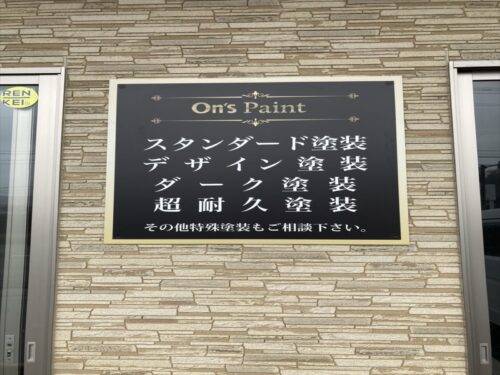 REN
KEI
On's Paint
スタンダード塗装
デザイン塗装
ダーク塗装
超耐久塗装
その他特殊塗装もご相談下さい。